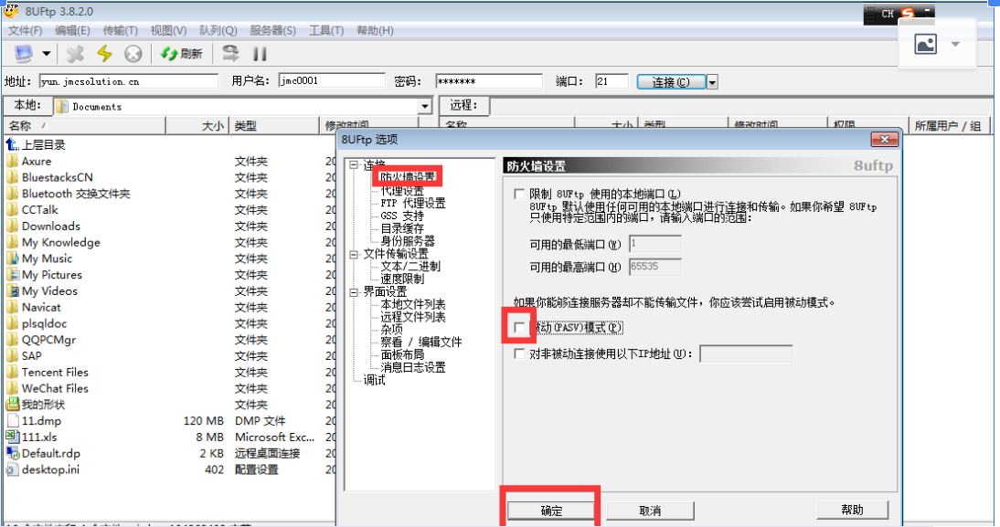 8UFtp 3.8.2.0
CH
文件(F) 编辑(E) 传输(T) 视图(V) 队列(Q) 服务器(S) 工具(T) 帮助(H)
刷新
地址: yun.jmcsolution.cn 用户名: jmc0001 密码: ******* 端口: 21 连接(C)
本地: Documents 远程:
名称 大小 类型 修改时间 名称 大小 类型 修改时间 权限 所属用户 / 组
上层目录
Axure 文件夹 20
BluestacksCN 文件夹 20
Bluetooth 交换文件夹 文件夹 20
CCTalk 文件夹 20
Downloads 文件夹 20
My Knowledge 文件夹 20
My Music 文件夹 20
My Pictures 文件夹 20
My Videos 文件夹 20
Navicat 文件夹 20
plsqldoc 文件夹 20
QQPCMgr 文件夹 20
SAP 文件夹 20
Tencent Files 文件夹 20
WeChat Files 文件夹 20
我的形状 文件夹 20
11.dmp 120 MB DMP 文件 20
111.xls 8 MB Microsoft Exc... 20
Default.rdp 2 KB 远程桌面连接 20
desktop.ini 402 配置设置 20
8UFtp 选项
连接
防火墙设置
代理设置
FTP 代理设置
GSS 支持
目录缓存
身份服务器
文件传输设置
文本/二进制
速度限制
界面设置
本地文件列表
远程文件列表
杂项
察看 / 编辑文件
面板布局
消息日志设置
调试
防火墙设置 8uftp
限制 8UFtp 使用的本地端口(L)
8UFtp 默认使用任何可用的本地端口进行连接和传输。如果你希望 8UFtp
只使用特定范围内的端口，请输入端口的范围:
可用的最低端口(W) 1
可用的最高端口(H) 65535
如果你能够连接服务器却不能传输文件，你应该尝试启用被动模式。
被动(PASV)模式(P)
对非被动连接使用以下IP地址(U):
确定 取消 帮助